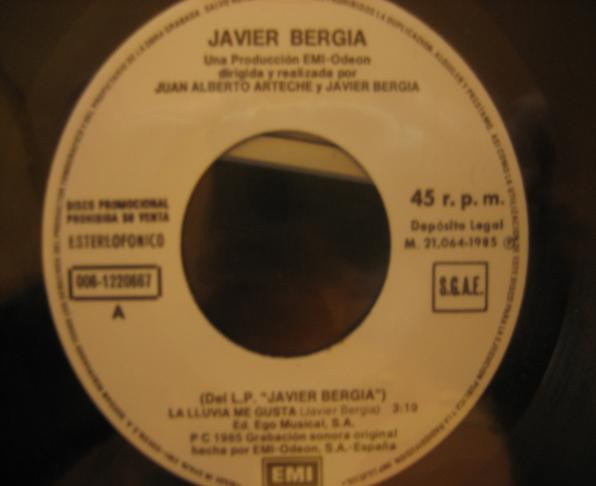 JAVIER BERGIA
Una Producción EMI-Odeon
dirigida y realizada por
JUAN ALBERTO ARTECHE y JAVIER BERGIA
DISCO PROMOCIONAL
PROHIBIDA SU VENTA
ESTEREOFONICO
006-1220667
A
45 r. p. m.
Depósito Legal
M. 21,064-1985 Ⓟ
S.G.A.E.
(Del L.P. "JAVIER BERGIA")
LA LLUVIA ME GUSTA (Javier Bergia) 3:19
Ed. Ego Musical, S.A.
P C 1985 Grabación sonora original
hecha por EMI-Odeon, S.A.-España
EMI